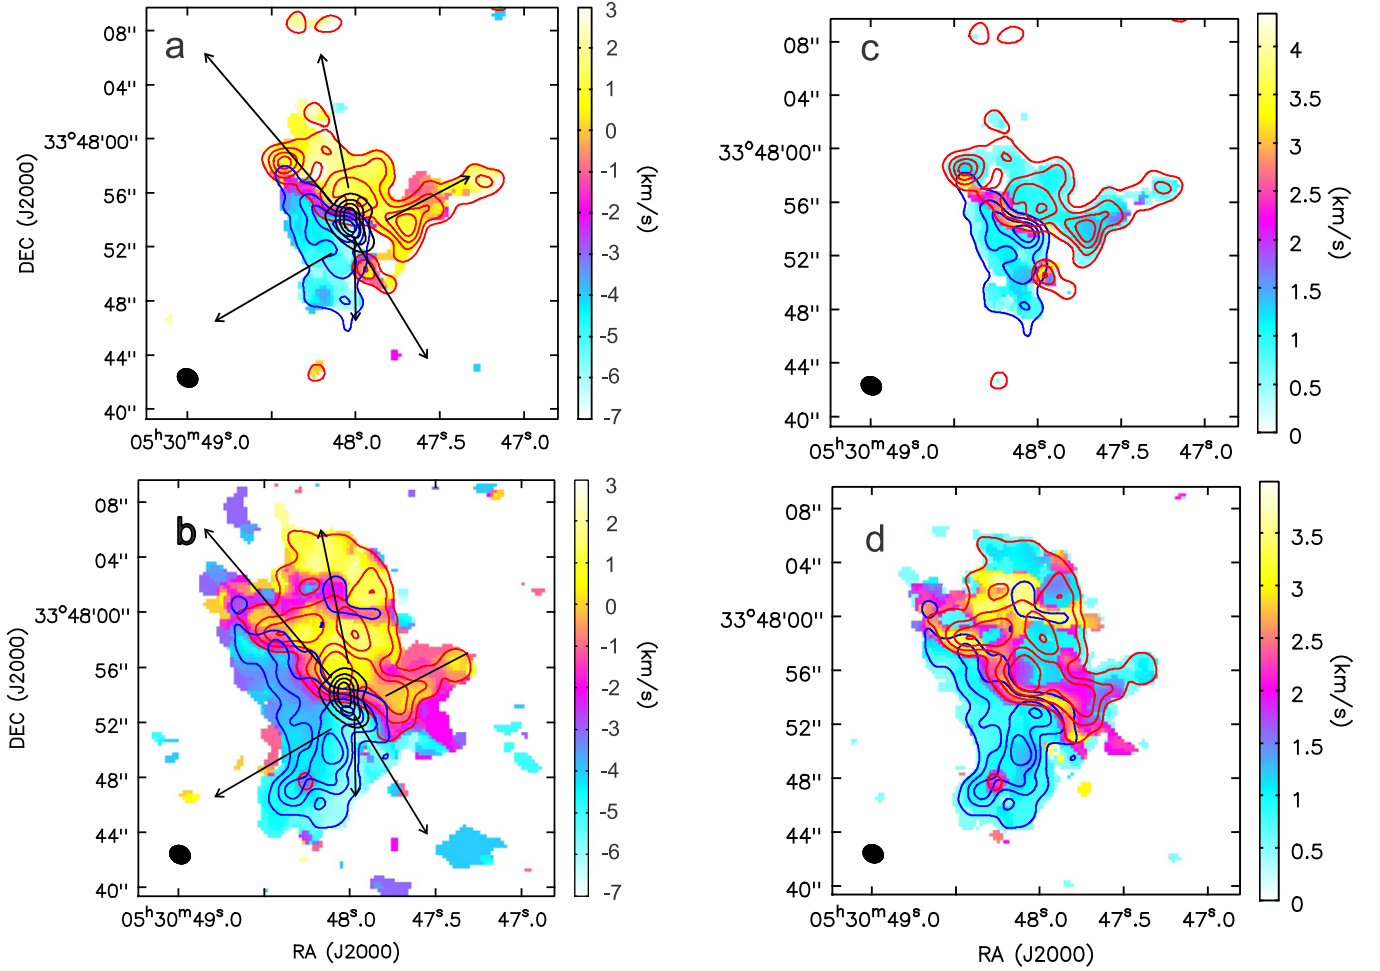 a
08''
04''
33°48'00''
56''
52''
48''
44''
40''
DEC (J2000)
05ʰ30ᵐ49ˢ.0
48ˢ.0
47ˢ.5
47ˢ.0
3
2
1
0
-1
-2
-3
-4
-5
-6
-7
(km/s)
c
08''
04''
33°48'00''
56''
52''
48''
44''
40''
05ʰ30ᵐ49ˢ.0
48ˢ.0
47ˢ.5
47ˢ.0
4
3.5
3
2.5
2
1.5
1
0.5
0
(km/s)
b
08''
04''
33°48'00''
56''
52''
48''
44''
40''
DEC (J2000)
05ʰ30ᵐ49ˢ.0
48ˢ.0
47ˢ.5
47ˢ.0
RA (J2000)
3
2
1
0
-1
-2
-3
-4
-5
-6
-7
(km/s)
d
08''
04''
33°48'00''
56''
52''
48''
44''
40''
05ʰ30ᵐ49ˢ.0
48ˢ.0
47ˢ.5
47ˢ.0
RA (J2000)
3.5
3
2.5
2
1.5
1
0.5
0
(km/s)